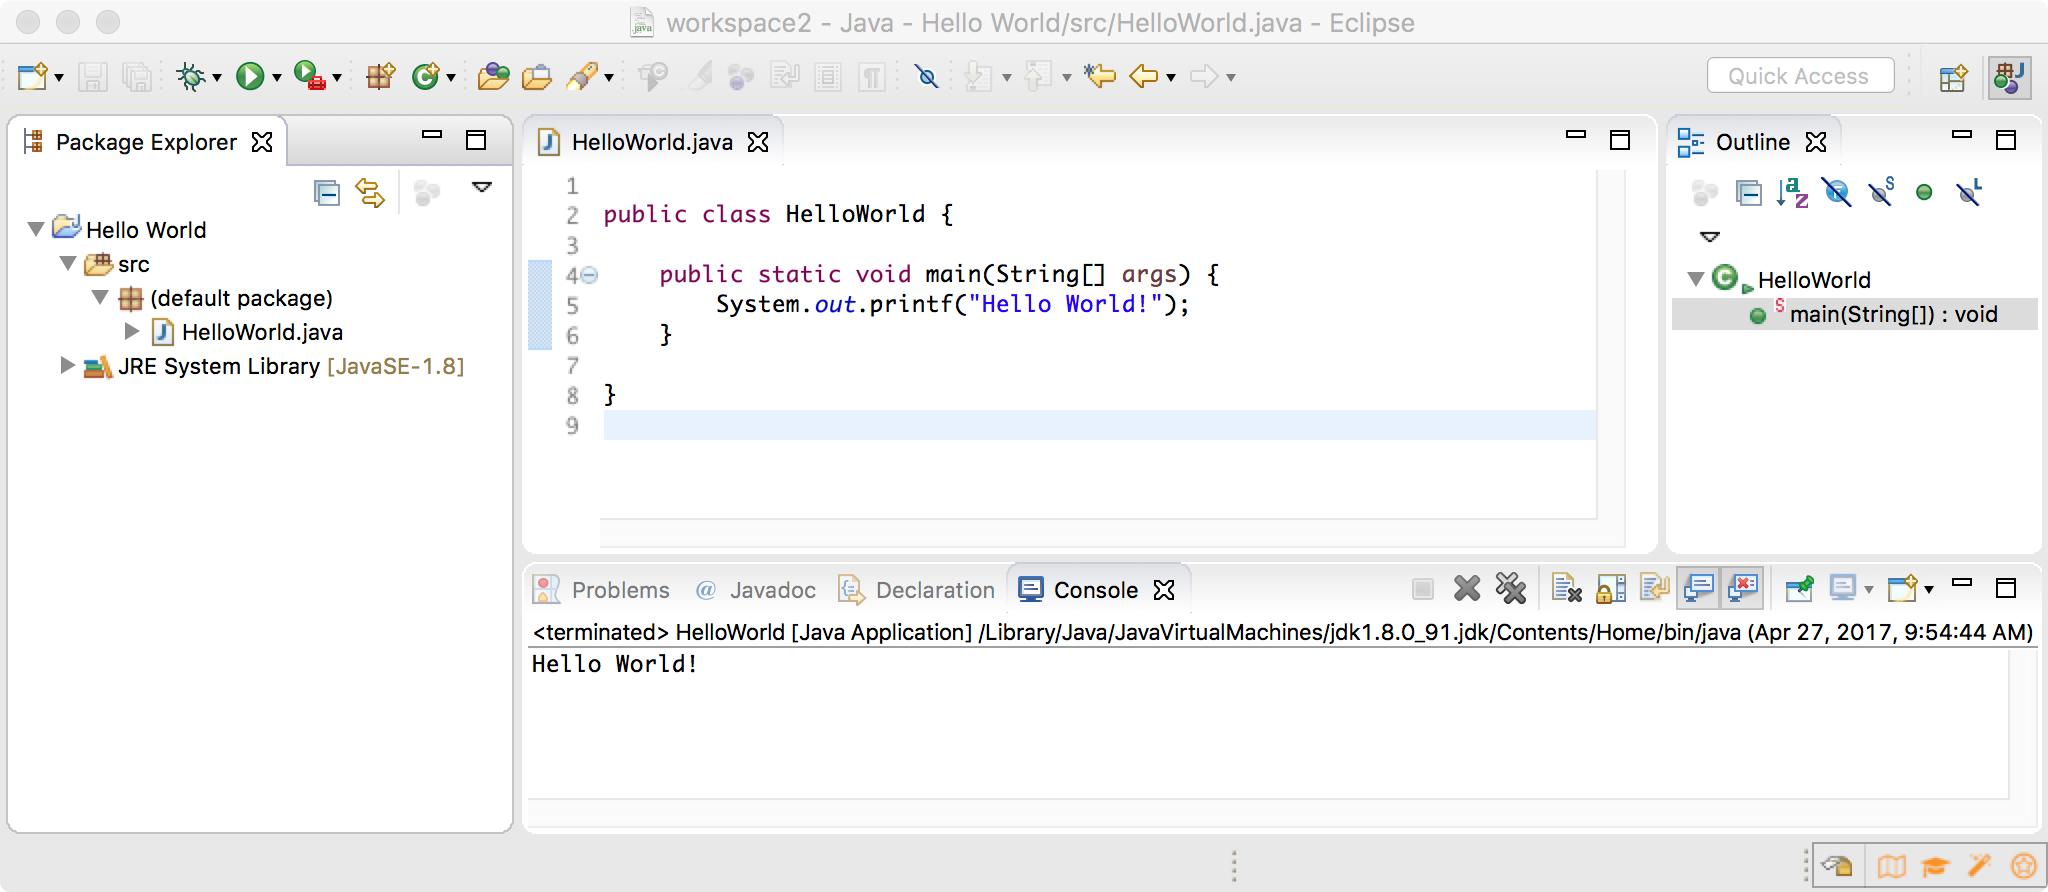 workspace2 - Java - Hello World/src/HelloWorld.java - Eclipse
Quick Access
Package Explorer
Hello World
src
(default package)
HelloWorld.java
JRE System Library [JavaSE-1.8]
HelloWorld.java
1
2 public class HelloWorld {
3
4 public static void main(String[] args) {
5 System.out.printf("Hello World!");
6 }
7
8 }
9
Outline
HelloWorld
main(String[]) : void
Problems @ Javadoc Declaration Console
<terminated> HelloWorld [Java Application] /Library/Java/JavaVirtualMachines/jdk1.8.0_91.jdk/Contents/Home/bin/java (Apr 27, 2017, 9:54:44 AM)
Hello World!